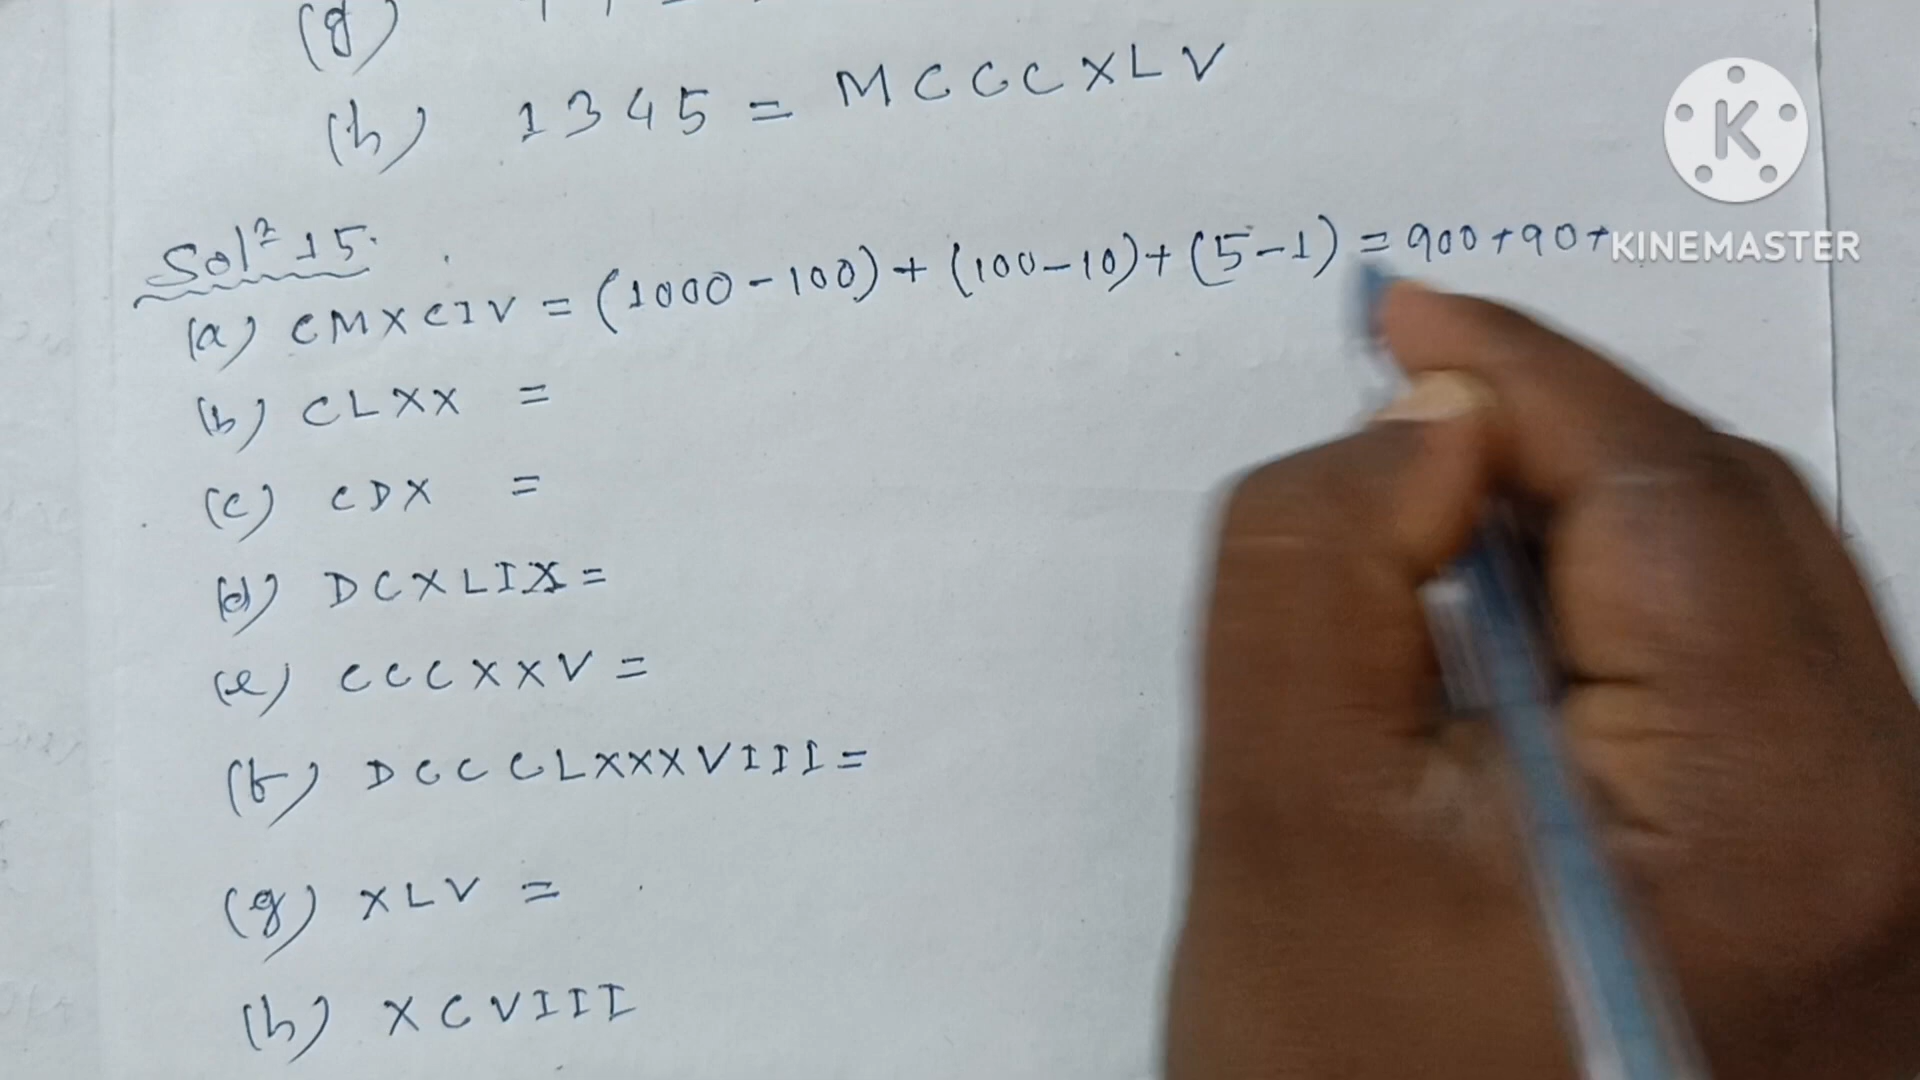 (g)
(h) 1345 = MCCCXLV
K
KINEMASTER
Solⁿ 15.
(a) CMXCIV = (1000-100) + (100-10) + (5-1) = 900+90+
(b) CLXX =
(c) CDX =
(d) DCXLIX =
(e) CCCXXV =
(f) DCCCLXXXVIII =
(g) XLV =
(h) XCVIII